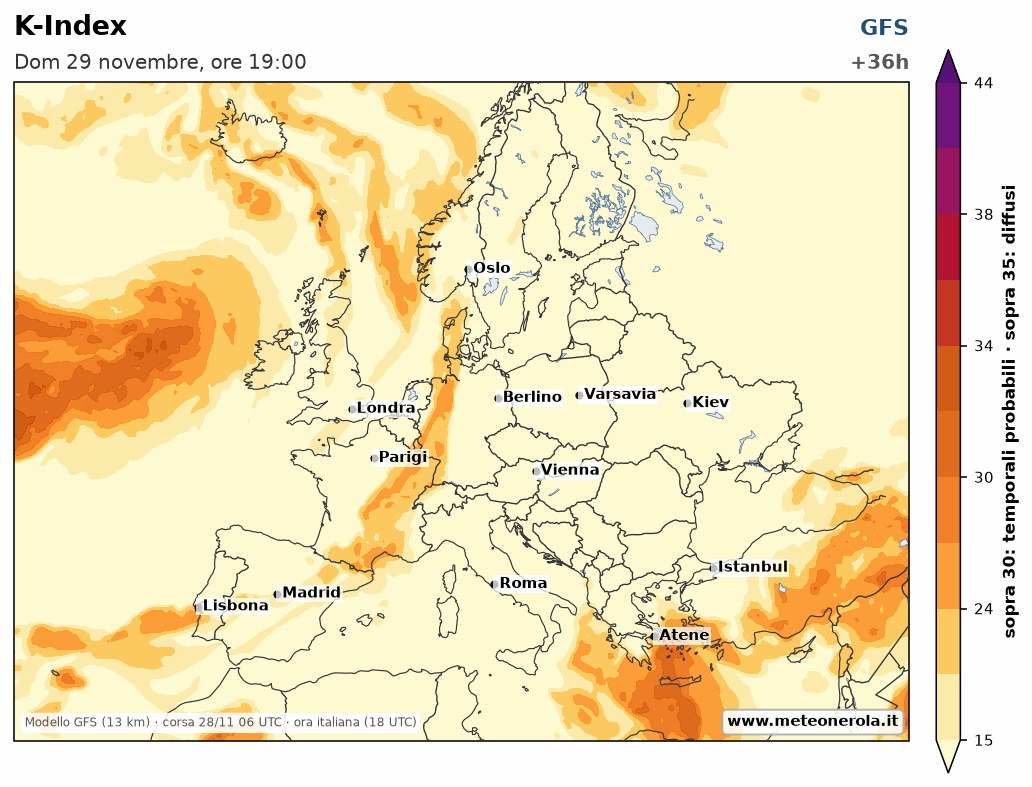 K-Index
GFS
Dom 29 novembre, ore 19:00
+36h
44
38
34
30
24
15
sopra 30: temporali probabili · sopra 35: diffusi
Oslo
Berlino
Varsavia
Kiev
Londra
Parigi
Vienna
Istanbul
Roma
Madrid
Lisbona
Atene
Modello GFS (13 km) · corsa 28/11 06 UTC · ora italiana (18 UTC)
www.meteonerola.it